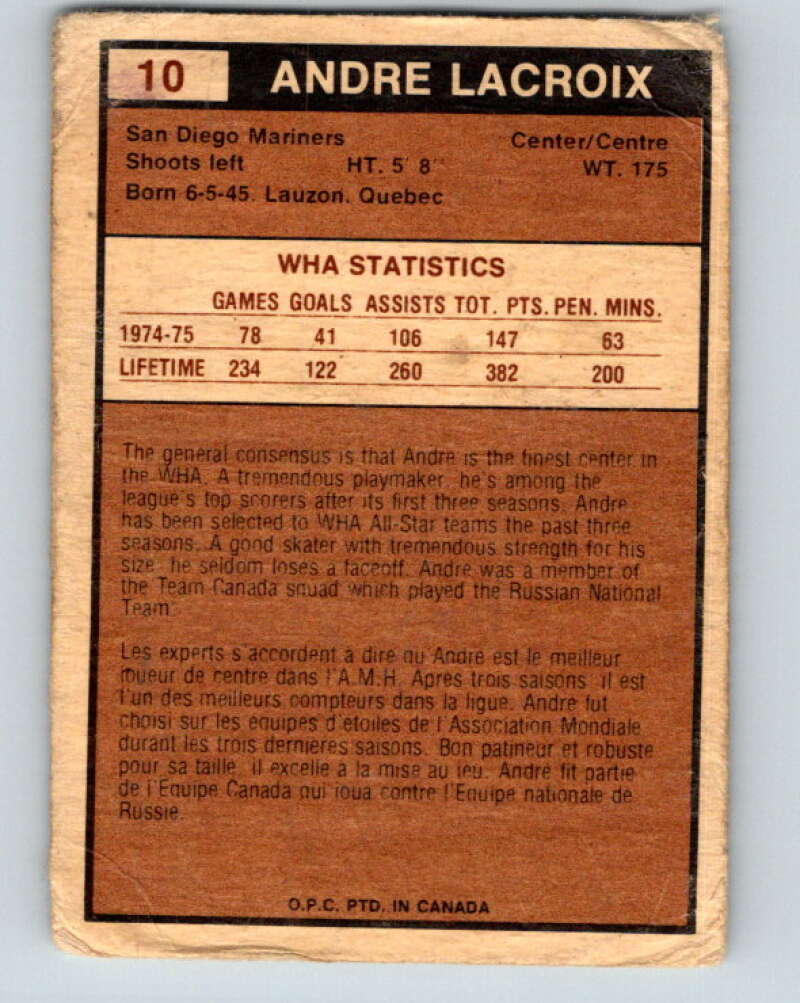 10 ANDRE LACROIX
San Diego Mariners Center/Centre
Shoots left HT. 5' 8" WT. 175
Born 6-5-45. Lauzon. Quebec
WHA STATISTICS
GAMES GOALS ASSISTS TOT. PTS. PEN. MINS.
1974-75 78 41 106 147 63
LIFETIME 234 122 260 382 200
The general consensus is that Andre is the finest center in
the WHA. A tremendous playmaker, he's among the
league's top scorers after its first three seasons. Andre
has been selected to WHA All-Star teams the past three
seasons. A good skater with tremendous strength for his
size, he seldom loses a faceoff. Andre was a member of
the Team Canada squad which played the Russian National
Team.
Les experts s'accordent à dire qu'André est le meilleur
joueur de centre dans l'A.M.H. Après trois saisons, il est
l'un des meilleurs compteurs dans la ligue. André fut
choisi sur les équipes d'étoiles de l'Association Mondiale
durant les trois dernières saisons. Bon patineur et robuste
pour sa taille, il excelle à la mise au jeu. André fit partie
de l'Equipe Canada qui joua contre l'Equipe nationale de
Russie.
O.P.C. PTD. IN CANADA